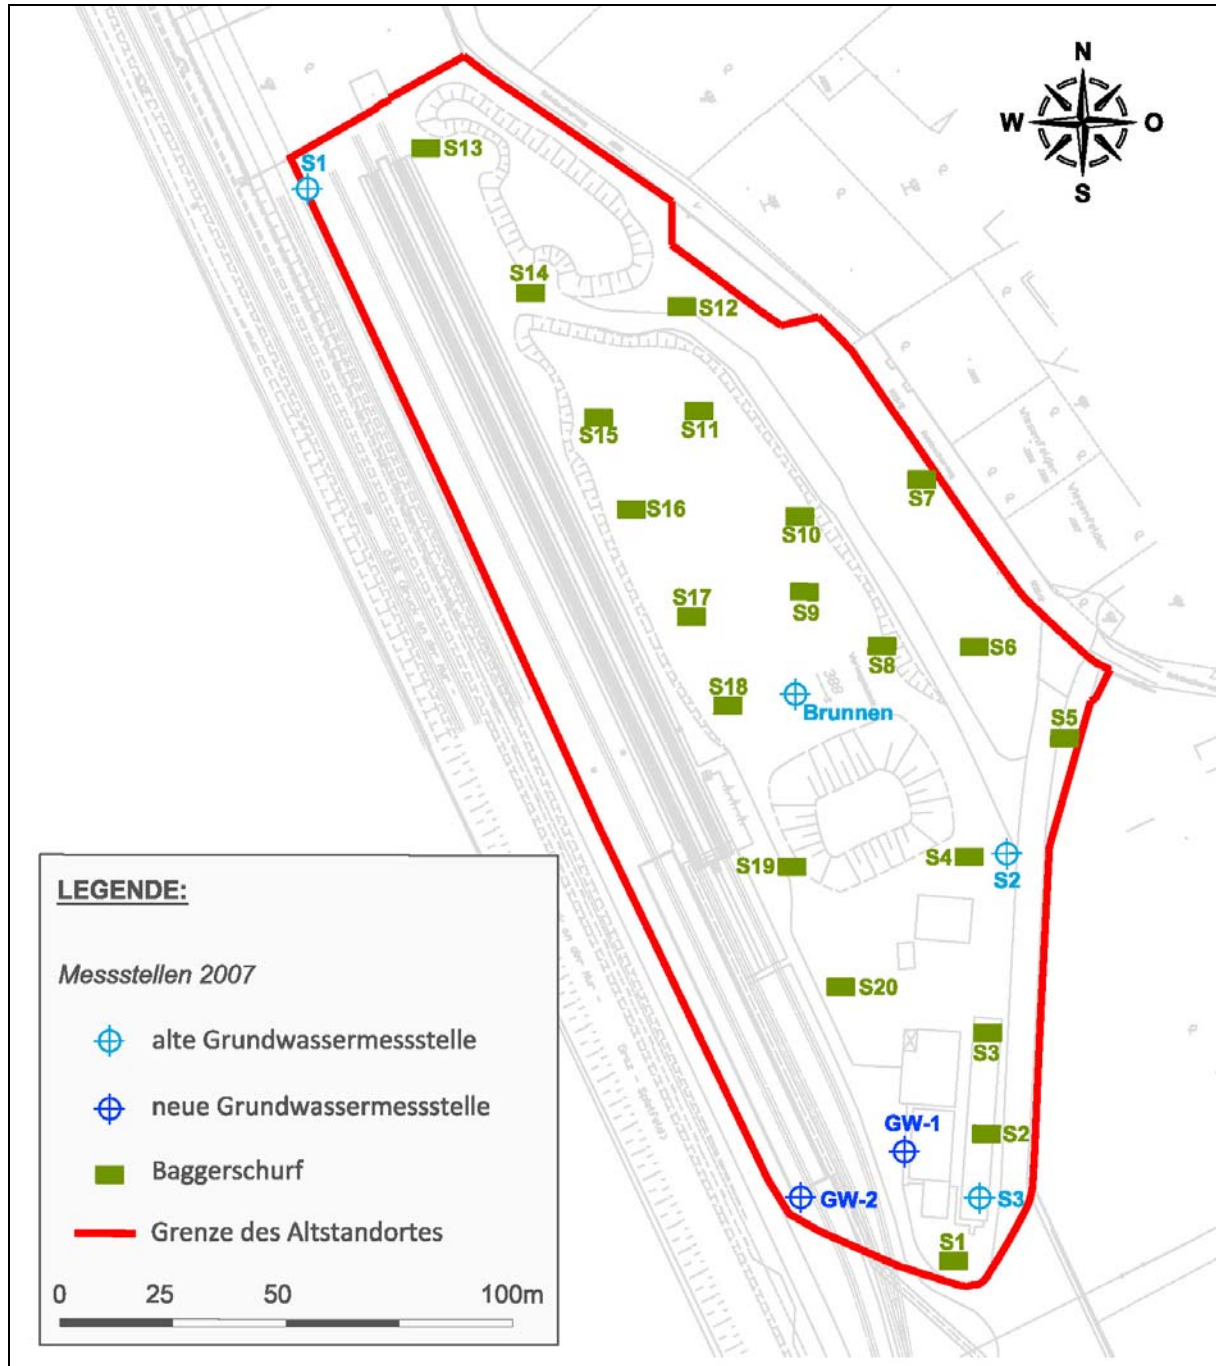 N
W O
S
S1
S13
S14
S12
S15
S11
S7
S16
S10
S17
S9
S8
S6
S18
Brunnen
S5
S19
S4
S2
S20
S3
GW-1
S2
GW-2
S3
S1
LEGENDE:
Messstellen 2007
alte Grundwassermessstelle
neue Grundwassermessstelle
Baggerschurf
Grenze des Altstandortes
0 25 50 100m